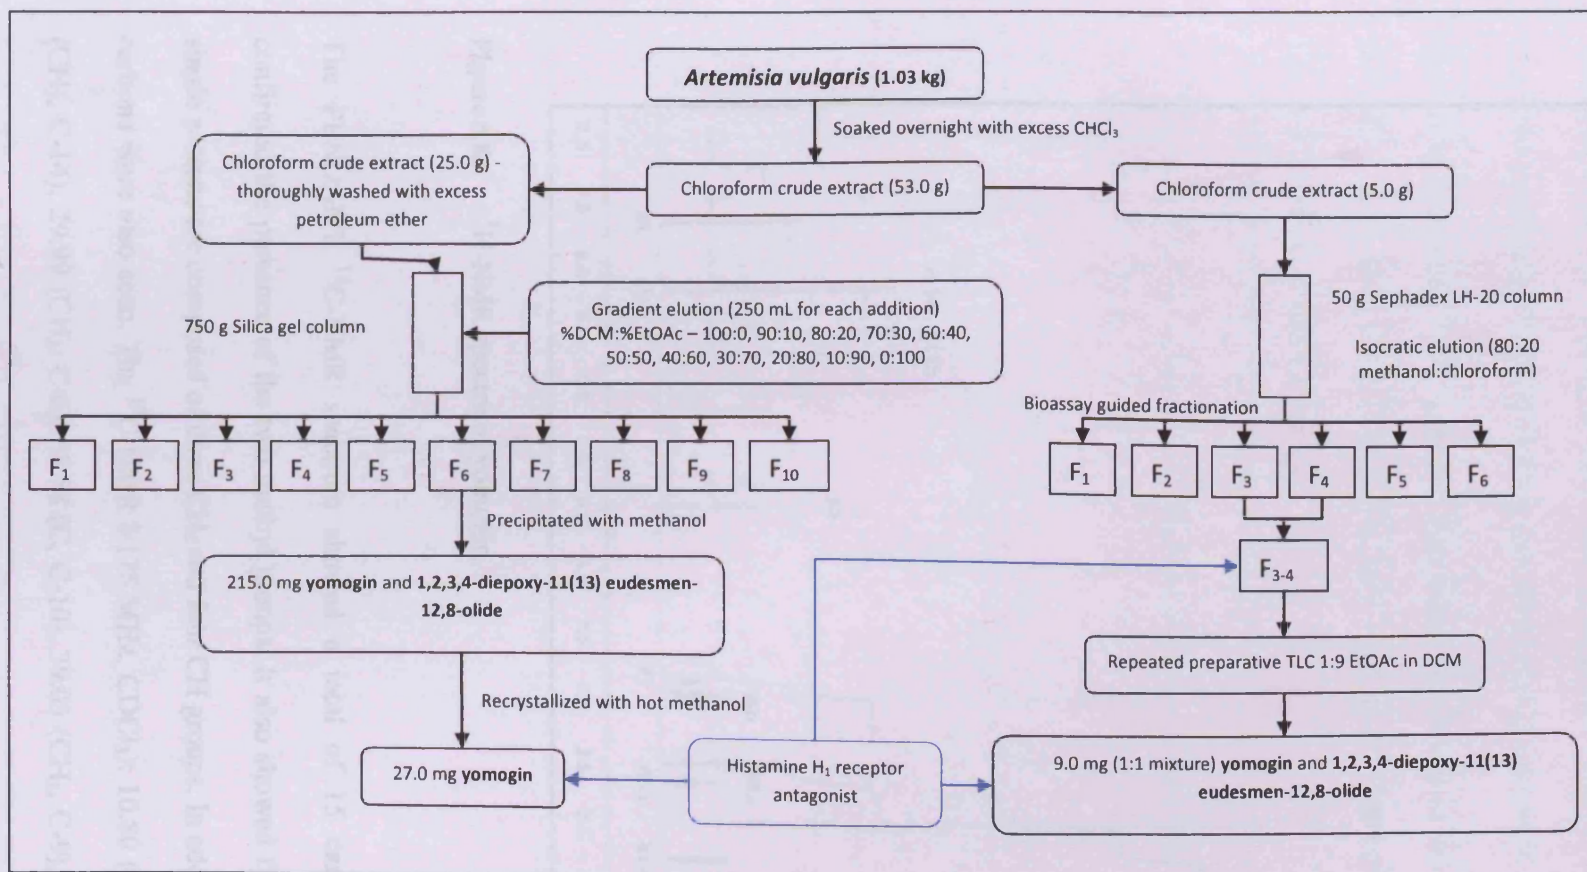 Artemisia vulgaris (1.03 kg)
Soaked overnight with excess CHCl₃
Chloroform crude extract (25.0 g) -
thoroughly washed with excess
petroleum ether
Chloroform crude extract (53.0 g)
Chloroform crude extract (5.0 g)
750 g Silica gel column
Gradient elution (250 mL for each addition)
%DCM:%EtOAc – 100:0, 90:10, 80:20, 70:30, 60:40,
50:50, 40:60, 30:70, 20:80, 10:90, 0:100
50 g Sephadex LH-20 column
Isocratic elution (80:20
methanol:chloroform)
Bioassay guided fractionation
F₁ F₂ F₃ F₄ F₅ F₆ F₇ F₈ F₉ F₁₀
F₁ F₂ F₃ F₄ F₅ F₆
Precipitated with methanol
F₃₋₄
215.0 mg yomogin and 1,2,3,4-diepoxy-11(13) eudesmen-
12,8-olide
Repeated preparative TLC 1:9 EtOAc in DCM
Recrystallized with hot methanol
27.0 mg yomogin
Histamine H₁ receptor
antagonist
9.0 mg (1:1 mixture) yomogin and 1,2,3,4-diepoxy-11(13)
eudesmen-12,8-olide